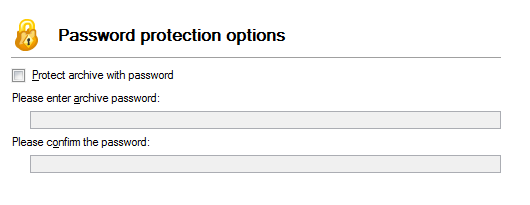 Password protection options
Protect archive with password
Please enter archive password:
Please confirm the password: